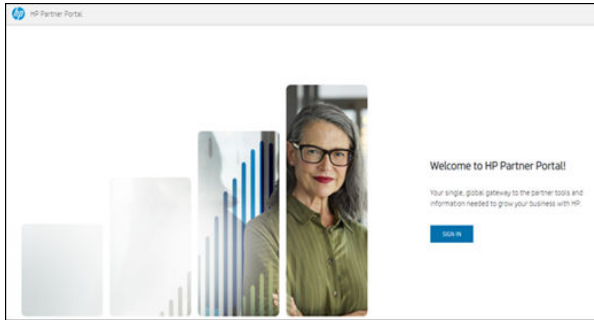 hp HP Partner Portal
Welcome to HP Partner Portal!
Your single, global gateway to the partner tools and
information needed to grow your business with HP.
SIGN IN